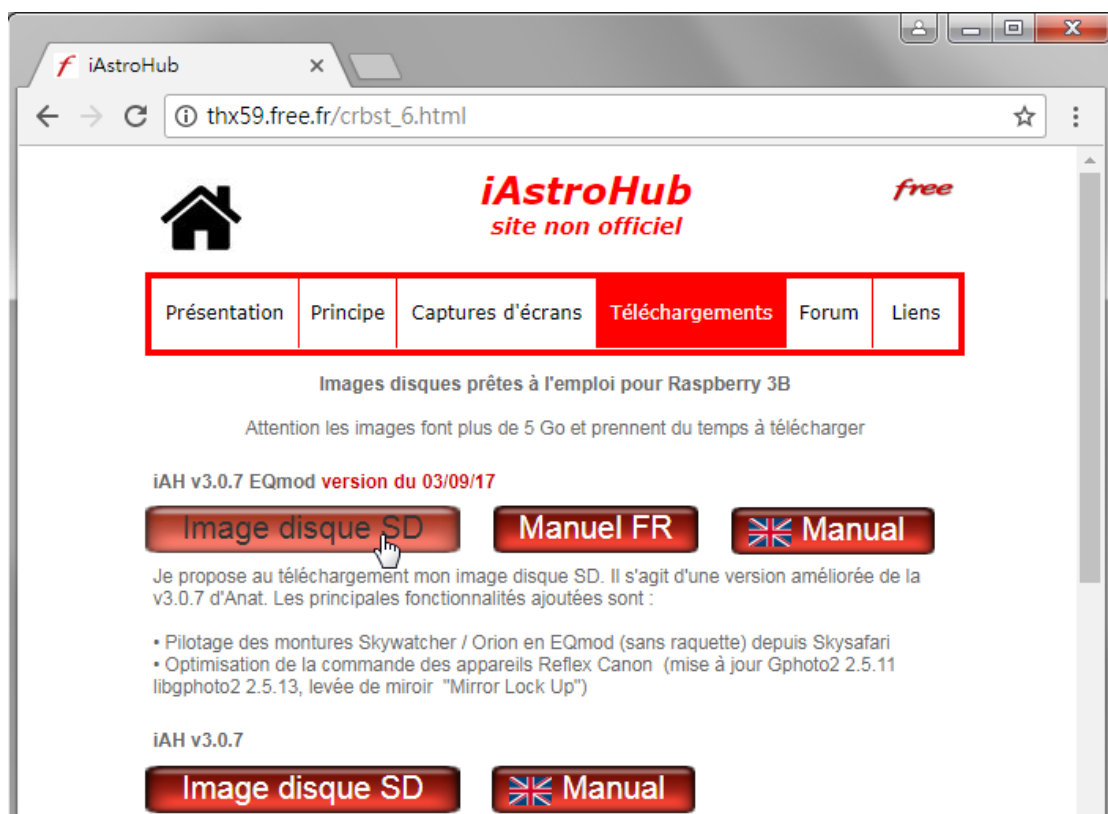 iAstroHub
thx59.free.fr/crbst_6.html
iAstroHub
free
site non officiel
Présentation Principe Captures d'écrans Téléchargements Forum Liens
Images disques prêtes à l'emploi pour Raspberry 3B
Attention les images font plus de 5 Go et prennent du temps à télécharger
iAH v3.0.7 EQmod version du 03/09/17
Image disque SD Manuel FR Manual
Je propose au téléchargement mon image disque SD. Il s'agit d'une version améliorée de la
v3.0.7 d'Anat. Les principales fonctionnalités ajoutées sont :
• Pilotage des montures Skywatcher / Orion en EQmod (sans raquette) depuis Skysafari
• Optimisation de la commande des appareils Reflex Canon (mise à jour Gphoto2 2.5.11
libgphoto2 2.5.13, levée de miroir "Mirror Lock Up")
iAH v3.0.7
Image disque SD Manual